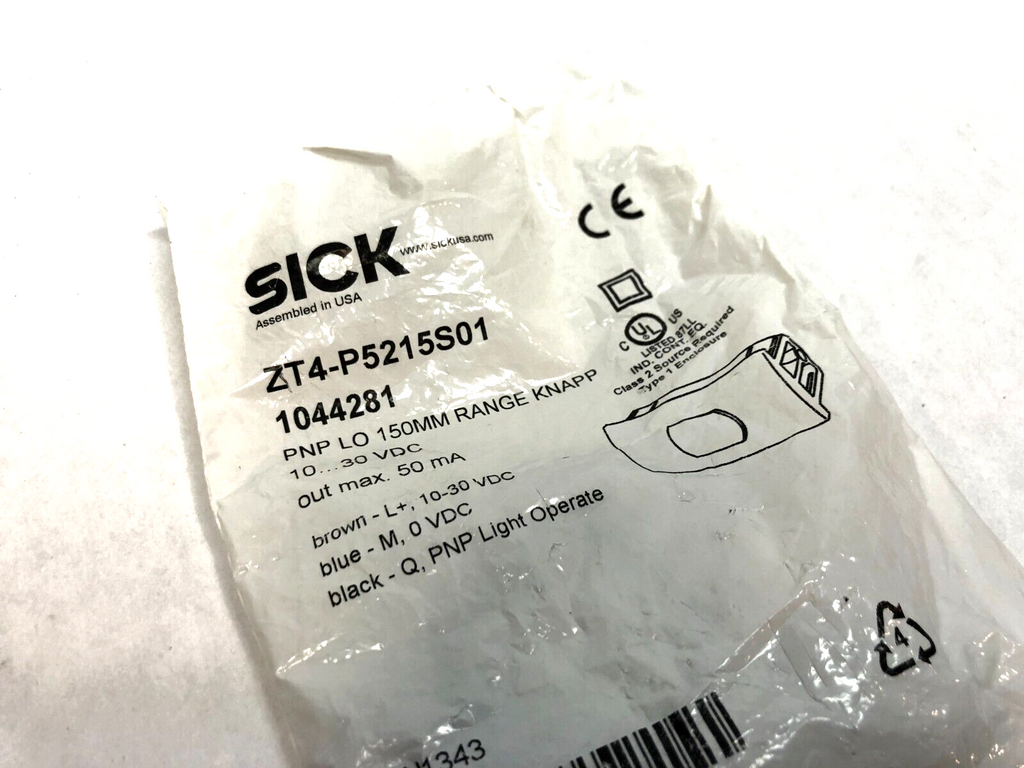 SICK www.sickusa.com
Assembled in USA
ZT4-P5215S01
1044281
PNP LO 150MM RANGE KNAPP
10...30 VDC
out max. 50 mA
brown - L+, 10-30 VDC
blue - M, 0 VDC
black - Q, PNP Light Operate
CE
C UL US
LISTED 87LL
IND. CONT. EQ.
Class 2 Source Required
Type 1 Enclosure
4
1343